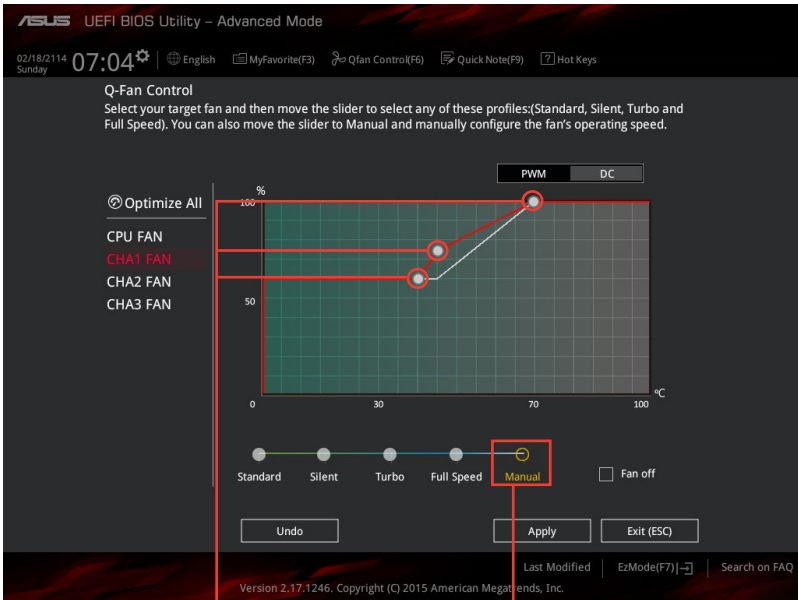 ASUS UEFI BIOS Utility – Advanced Mode
02/18/2114
Sunday
07:04
English
MyFavorite(F3)
Qfan Control(F6)
Quick Note(F9)
? Hot Keys
Q-Fan Control
Select your target fan and then move the slider to select any of these profiles:(Standard, Silent, Turbo and
Full Speed). You can also move the slider to Manual and manually configure the fan's operating speed.
PWM DC
%
Optimize All
100
CPU FAN
CHA1 FAN
CHA2 FAN
CHA3 FAN
50
0 30 70 100
°C
Standard Silent Turbo Full Speed Manual
Fan off
Undo Apply Exit (ESC)
Last Modified EzMode(F7) Search on FAQ
Version 2.17.1246. Copyright (C) 2015 American Megatrends, Inc.